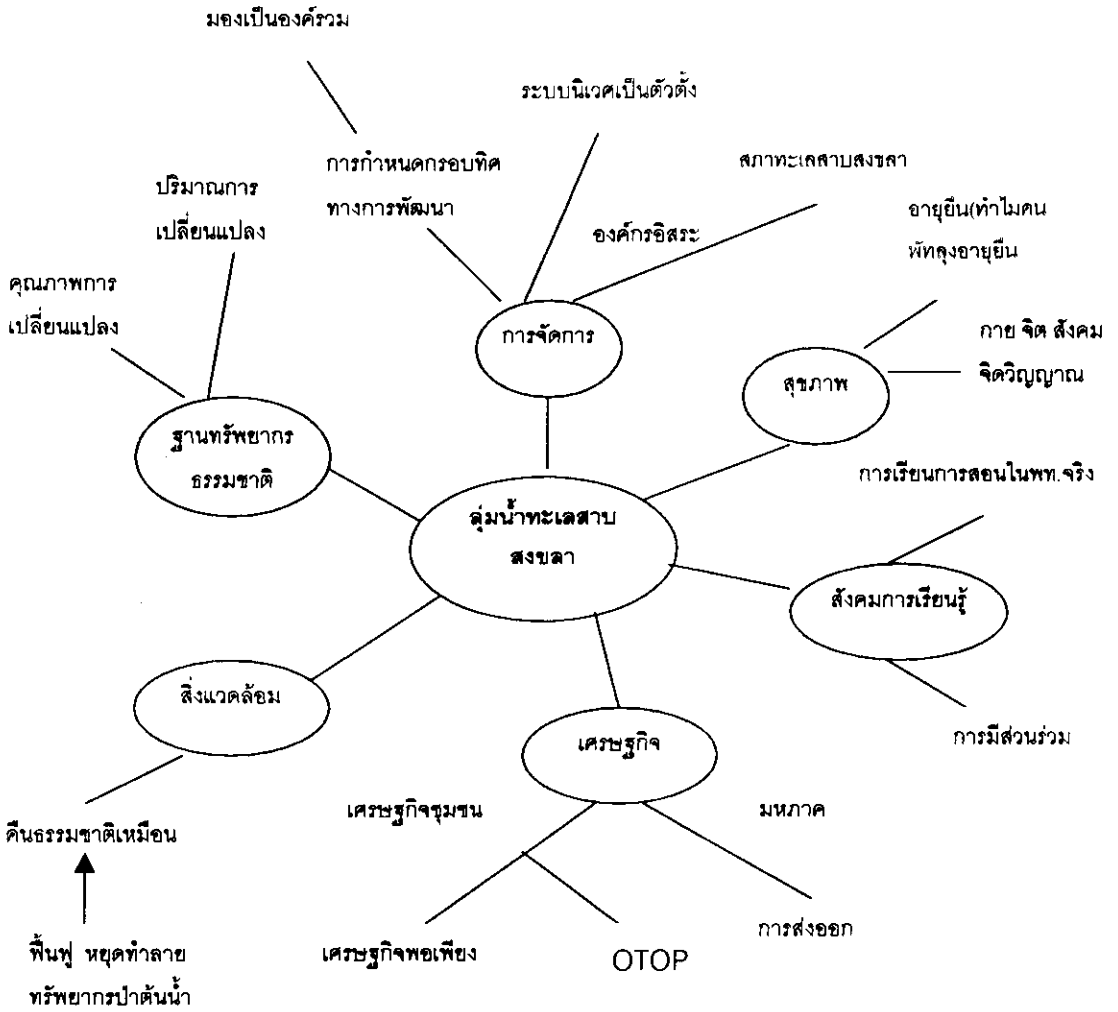 มองเป็นองค์รวม
ระบบนิเวศเป็นตัวตั้ง
การกำหนดกรอบทิศ
ทางการพัฒนา
สภาทะเลสาบสงขลา
องค์กรอิสระ
ปริมาณการ
เปลี่ยนแปลง
อายุยืน(ทำไมคน
พัทลุงอายุยืน
คุณภาพการ
เปลี่ยนแปลง
การจัดการ
กาย จิต สังคม
จิตวิญญาณ
สุขภาพ
ฐานทรัพยากร
ธรรมชาติ
การเรียนการสอนในพท.จริง
ลุ่มน้ำทะเลสาบ
สงขลา
สังคมการเรียนรู้
สิ่งแวดล้อม
การมีส่วนร่วม
เศรษฐกิจ
เศรษฐกิจชุมชน
มหภาค
คืนธรรมชาติเหมือน
การส่งออก
เศรษฐกิจพอเพียง
OTOP
ฟื้นฟู หยุดทำลาย
ทรัพยากรป่าต้นน้ำ